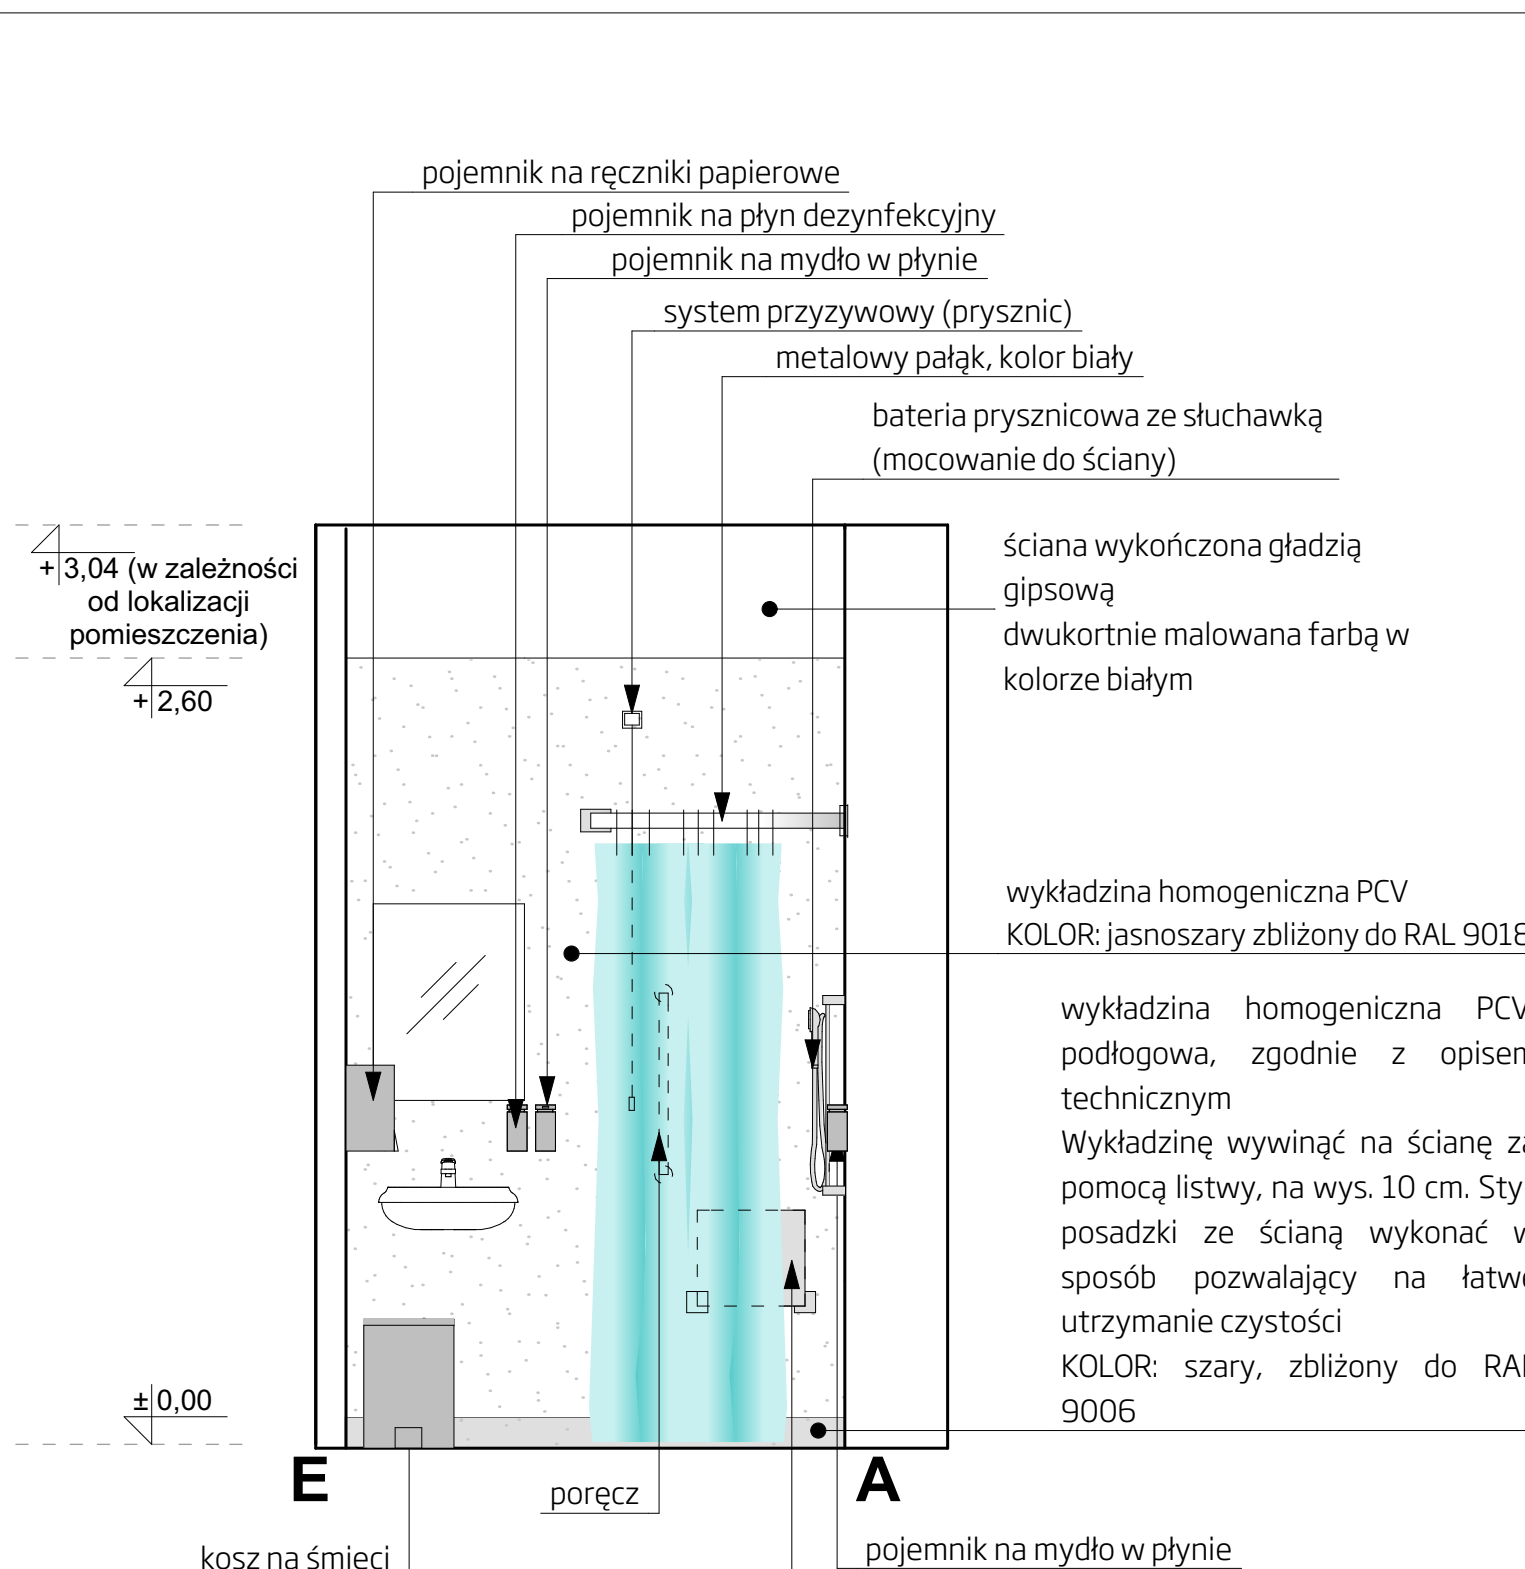 pojemnik na ręczniki papierowe
pojemnik na płyn dezynfekcyjny
pojemnik na mydło w płynie
system przyzywowy (prysznic)
metalowy pałąk, kolor biały
bateria prysznicowa ze słuchawką
(mocowanie do ściany)
ściana wykończona gładzią
gipsową
dwukortnie malowana farbą w
kolorze białym
+ 3,04 (w zależności
od lokalizacji
pomieszczenia)
+ 2,60
wykładzina homogeniczna PCV
KOLOR: jasnoszary zbliżony do RAL 9018
wykładzina homogeniczna PCV
podłogowa, zgodnie z opisem
technicznym
Wykładzinę wywinąć na ścianę za
pomocą listwy, na wys. 10 cm. Sty
posadzki ze ścianą wykonać w
sposób pozwalający na łatwe
utrzymanie czystości
KOLOR: szary, zbliżony do RAL
9006
± 0,00
E
A
poręcz
kosz na śmieci
pojemnik na mydło w płynie